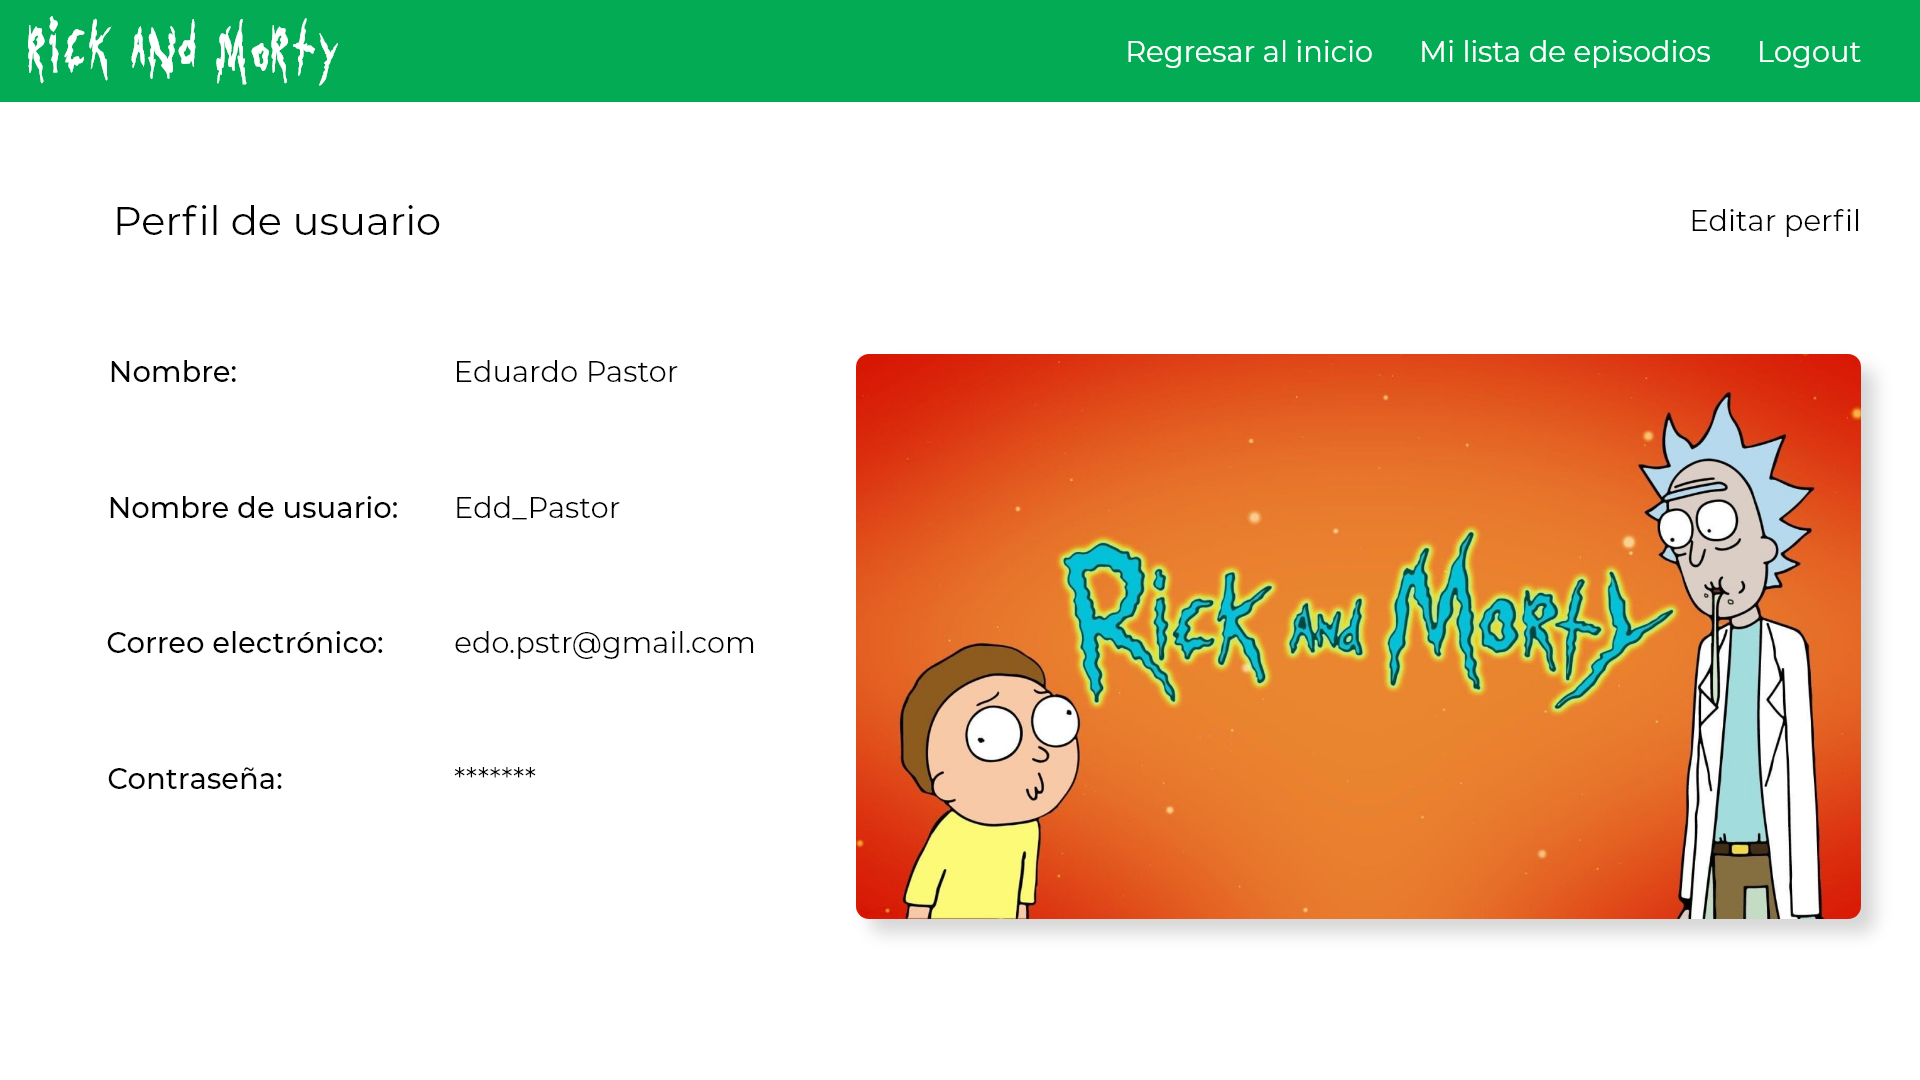 Rick and Morty
Regresar al inicio Mi lista de episodios Logout
Perfil de usuario Editar perfil
Nombre: Eduardo Pastor
Nombre de usuario: Edd_Pastor
Correo electrónico: edo.pstr@gmail.com
Contraseña: *******
Rick and Morty